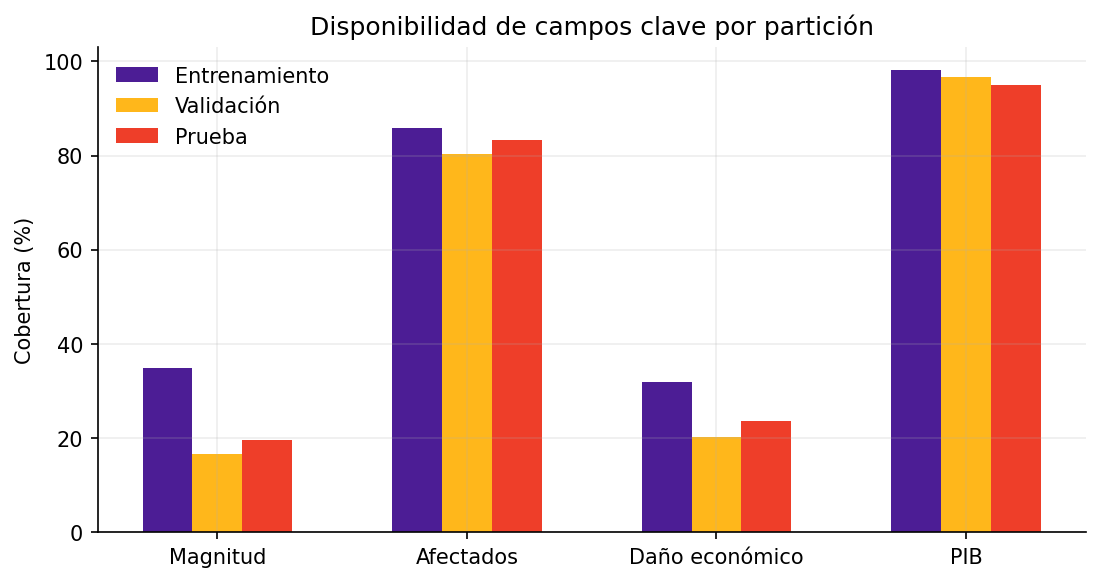 Disponibilidad de campos clave por partición
Entrenamiento
Validación
Prueba
Cobertura (%)
100
80
60
40
20
0
Magnitud
Afectados
Daño económico
PIB